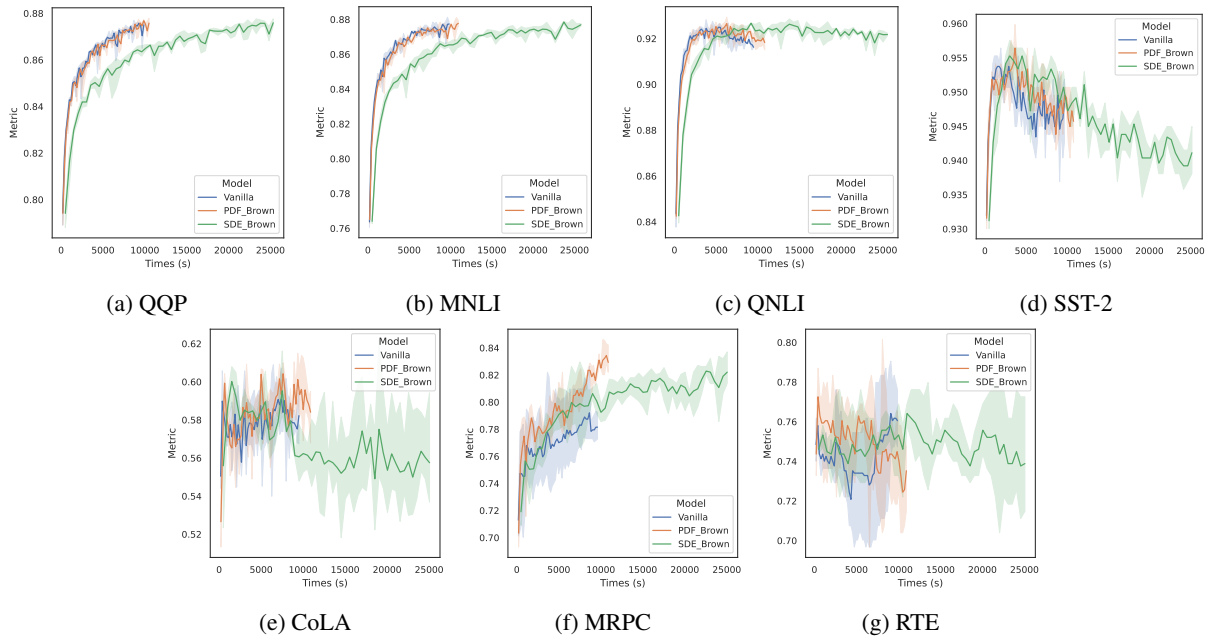 0.88
0.86
0.84
0.82
0.80
Metric
Model
Vanilla
PDF_Brown
SDE_Brown
0 5000 10000 15000 20000 25000
Times (s)
(a) QQP
0.88
0.86
0.84
0.82
0.80
0.78
0.76
Metric
Model
Vanilla
PDF_Brown
SDE_Brown
0 5000 10000 15000 20000 25000
Times (s)
(b) MNLI
0.92
0.90
0.88
0.86
0.84
Metric
Model
Vanilla
PDF_Brown
SDE_Brown
0 5000 10000 15000 20000 25000
Times (s)
(c) QNLI
0.960
0.955
0.950
0.945
0.940
0.935
0.930
Metric
Model
Vanilla
PDF_Brown
SDE_Brown
0 5000 10000 15000 20000 25000
Times (s)
(d) SST-2
0.62
0.60
0.58
0.56
0.54
0.52
Metric
Model
Vanilla
PDF_Brown
SDE_Brown
0 5000 10000 15000 20000 25000
Times (s)
(e) CoLA
0.84
0.82
0.80
0.78
0.76
0.74
0.72
0.70
Metric
Model
Vanilla
PDF_Brown
SDE_Brown
0 5000 10000 15000 20000 25000
Times (s)
(f) MRPC
0.80
0.78
0.76
0.74
0.72
0.70
Metric
Model
Vanilla
PDF_Brown
SDE_Brown
0 5000 10000 15000 20000 25000
Times (s)
(g) RTE